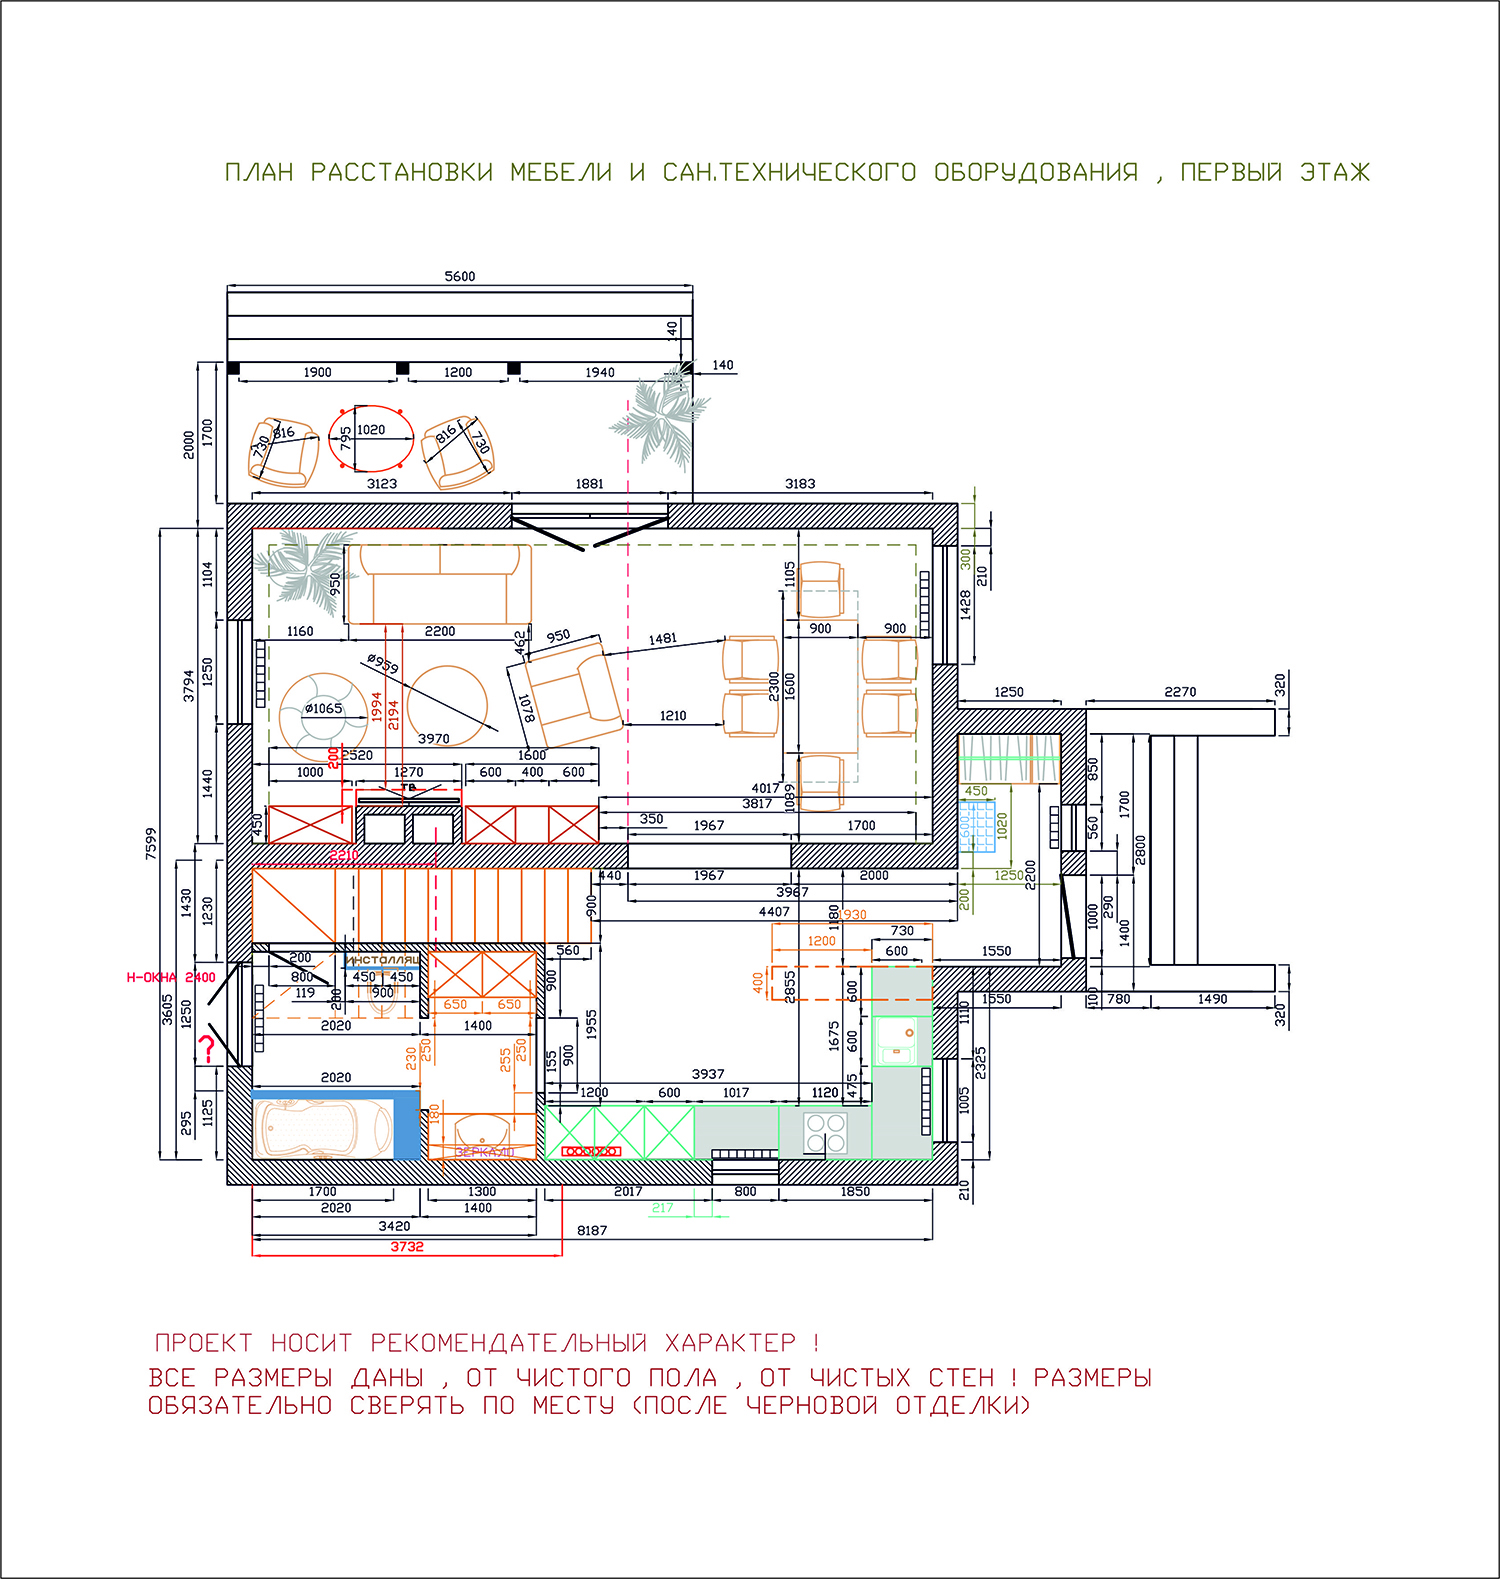 ПЛАН РАССТАНОВКИ МЕБЕЛИ И САН.ТЕХНИЧЕСКОГО ОБОРУДОВАНИЯ , ПЕРВЫЙ ЭТАЖ
5600
140
1900 1200 1940 140
2000 1700
730 816 795 1020 816 730
3123 1881 3183
1104 950 1105 300 210 1428
1160 2200 462 950 1481 900 900
3794 1250 ø959 1994 2194 1078 2300 1600
ø1065 1210
1250 2270 320
3970
200 2520 1600
1000 1270 600 400 600
ТВ
4017 1089
3817
1440 450 350 1967 1700
850 1700 450 600 1020 560 2800
7599
2210
440 1967 2000 1250 2200
3967 200
4407
1430 1230 900 1180 1930 730 290 1000 1400
560 1200 600 1550
ИНСТАЛЛЯЦ
Н-ОКНА 2400
200
800 450 450
119 200 900
400 2855 600 1550 100 780 1490 320
650 650 900 1110
3605 1250
2020 1400 1955 1675 600 2325
?
230 250 255 250 155 900
2020 3937 475
1200 600 1017 1120 1005
295 1125 180
ЗЕРКАЛО
1700 1300 2017 800 1850 210
2020 1400 217
3420 8187
3732
ПРОЕКТ НОСИТ РЕКОМЕНДАТЕЛЬНЫЙ ХАРАКТЕР !
ВСЕ РАЗМЕРЫ ДАНЫ , ОТ ЧИСТОГО ПОЛА , ОТ ЧИСТЫХ СТЕН ! РАЗМЕРЫ
ОБЯЗАТЕЛЬНО СВЕРЯТЬ ПО МЕСТУ (ПОСЛЕ ЧЕРНОВОЙ ОТДЕЛКИ)